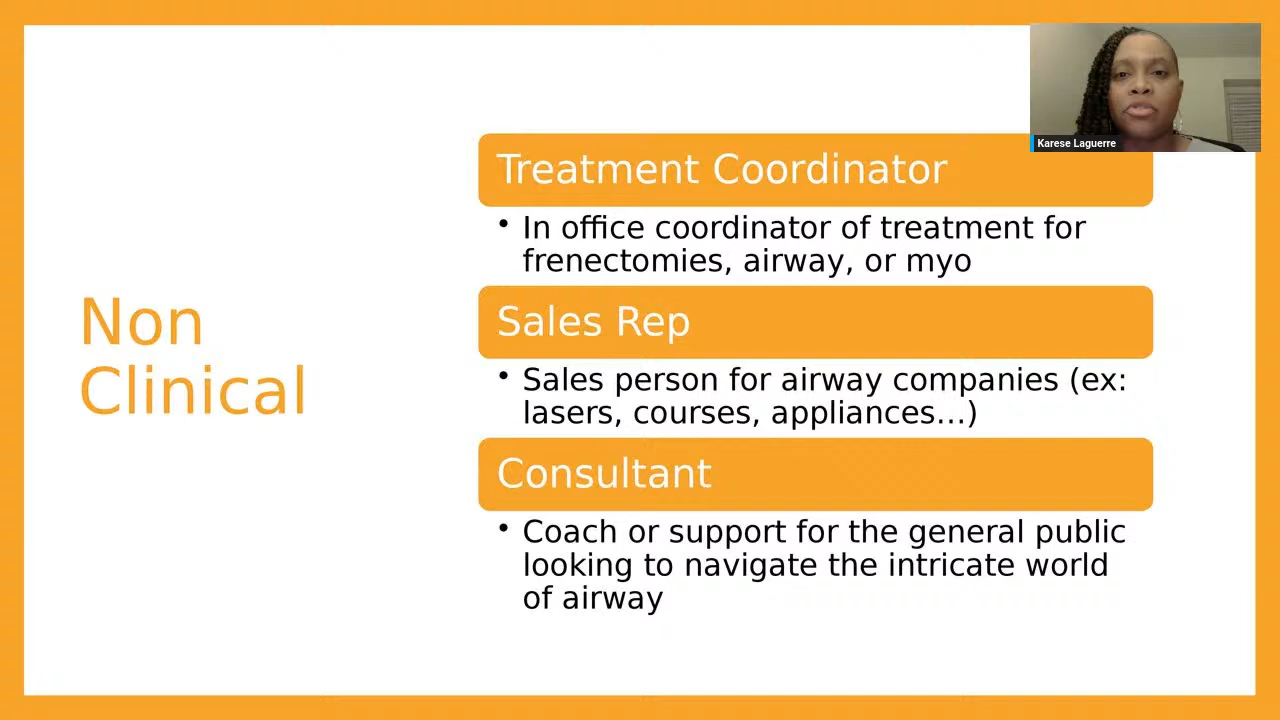 Karese Laguerre
Non
Clinical
Treatment Coordinator
• In office coordinator of treatment for
frenectomies, airway, or myo
Sales Rep
• Sales person for airway companies (ex:
lasers, courses, appliances...)
Consultant
• Coach or support for the general public
looking to navigate the intricate world
of airway